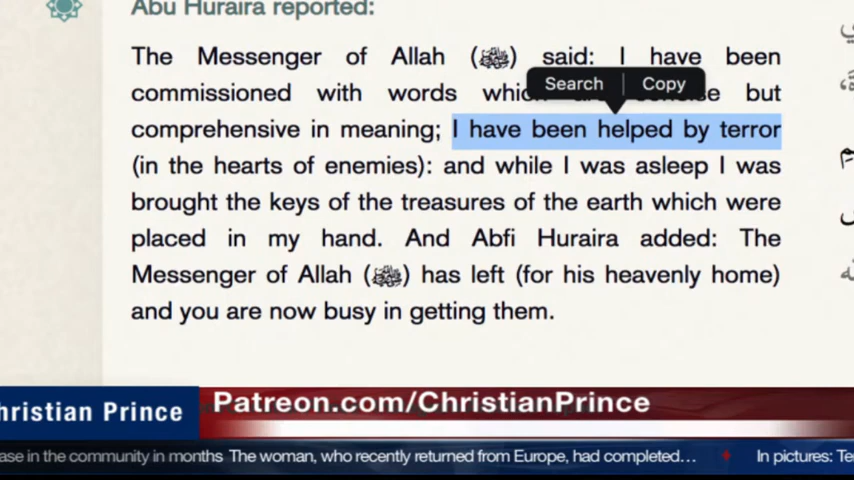 Abu Huraira reported:
The Messenger of Allah (ﷺ) said: I have been
Search Copy
commissioned with words which but
comprehensive in meaning; I have been helped by terror
(in the hearts of enemies): and while I was asleep I was
brought the keys of the treasures of the earth which were
placed in my hand. And Abfi Huraira added: The
Messenger of Allah (ﷺ) has left (for his heavenly home)
and you are now busy in getting them.
hristian Prince
Patreon.com/ChristianPrince
ase in the community in months The woman, who recently returned from Europe, had completed... In pictures: Te